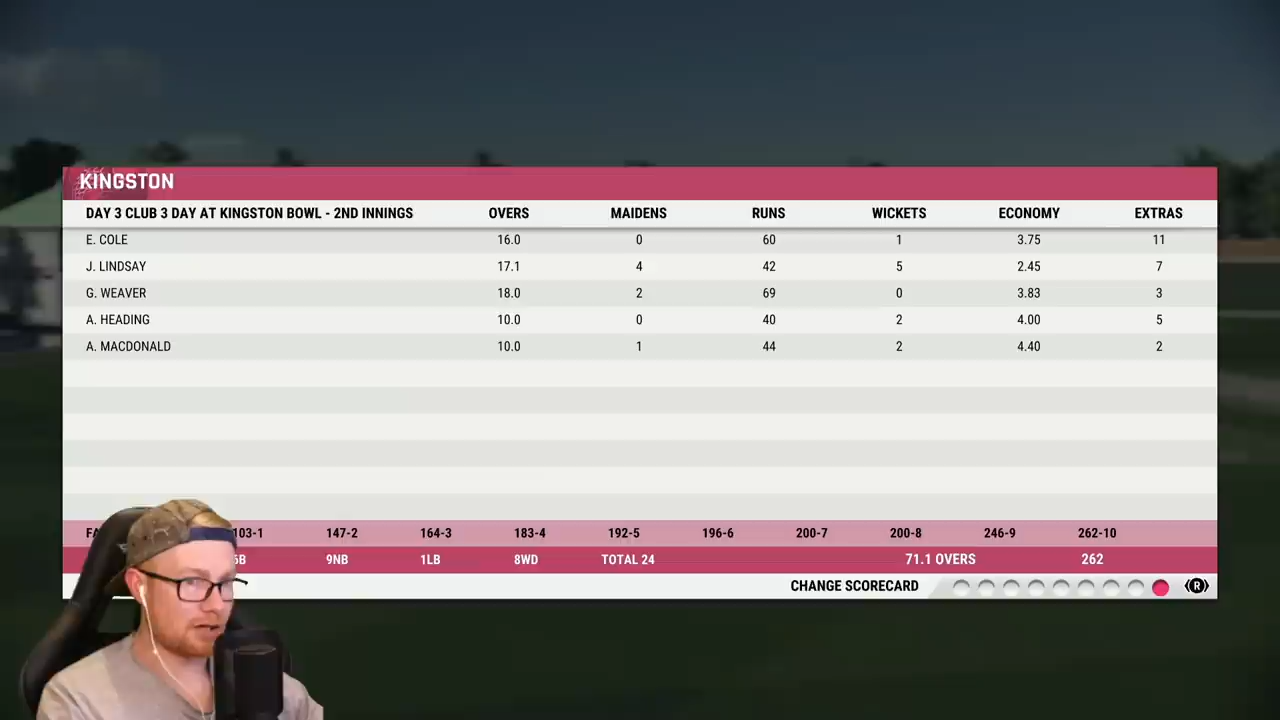 KINGSTON
DAY 3 CLUB 3 DAY AT KINGSTON BOWL - 2ND INNINGS OVERS MAIDENS RUNS WICKETS ECONOMY EXTRAS
E. COLE 16.0 0 60 1 3.75 11
J. LINDSAY 17.1 4 42 5 2.45 7
G. WEAVER 18.0 2 69 0 3.83 3
A. HEADING 10.0 0 40 2 4.00 5
A. MACDONALD 10.0 1 44 2 4.40 2
103-1 147-2 164-3 183-4 192-5 196-6 200-7 200-8 246-9 262-10
9NB 1LB 8WD TOTAL 24 71.1 OVERS 262
CHANGE SCORECARD R